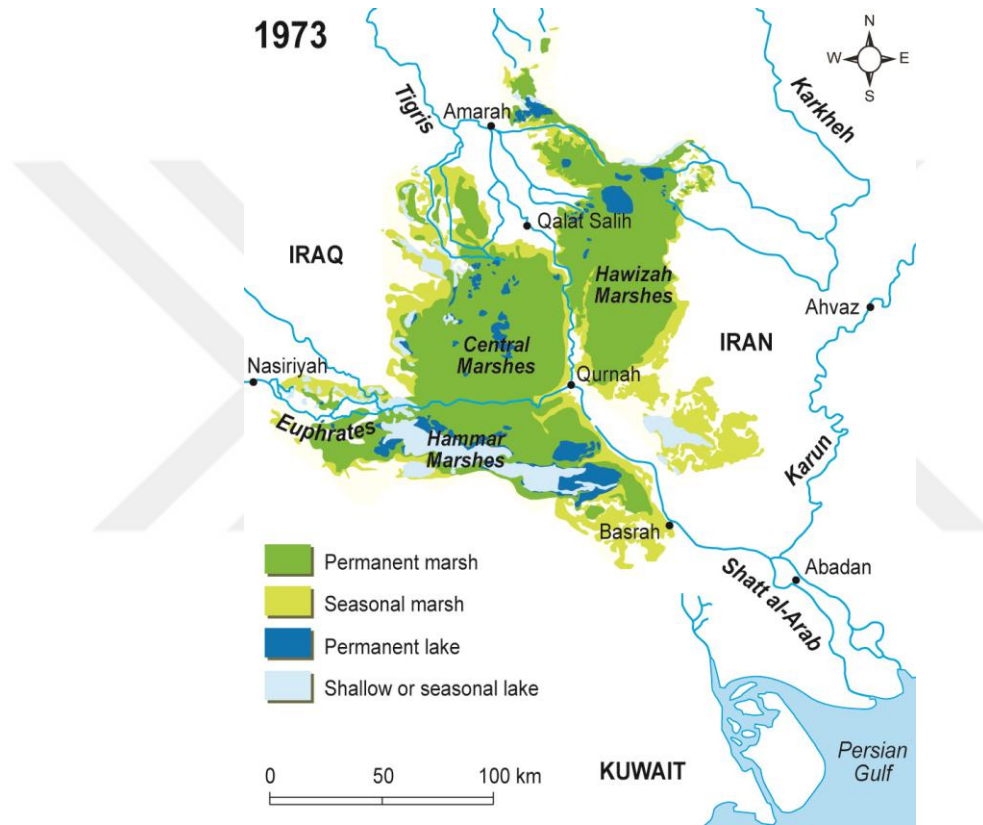 1973
N
W E
S
Tigris
Amarah
Karkheh
Qalat Salih
IRAQ
Hawizah
Marshes
Ahvaz
Central
Marshes
IRAN
Nasiriyah
Qurnah
Euphrates
Hammar
Marshes
Karun
Basrah
Permanent marsh
Abadan
Shatt al-Arab
Seasonal marsh
Permanent lake
Shallow or seasonal lake
Persian
Gulf
KUWAIT
0 50 100 km